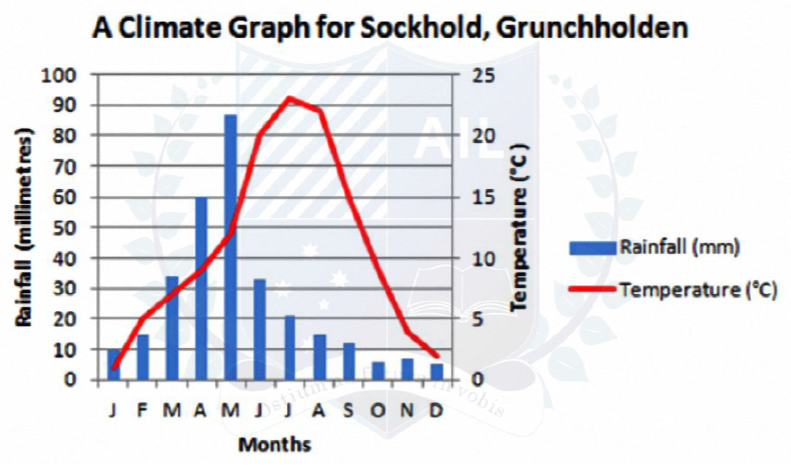 A Climate Graph for Sockhold, Grunchholden
AIL
Rainfall (millimetres)
100
90
80
70
60
50
40
30
20
10
0
25
20
15
10
5
0
Temperature (°C)
J F M A M J J A S O N D
Months
Rainfall (mm)
Temperature (°C)